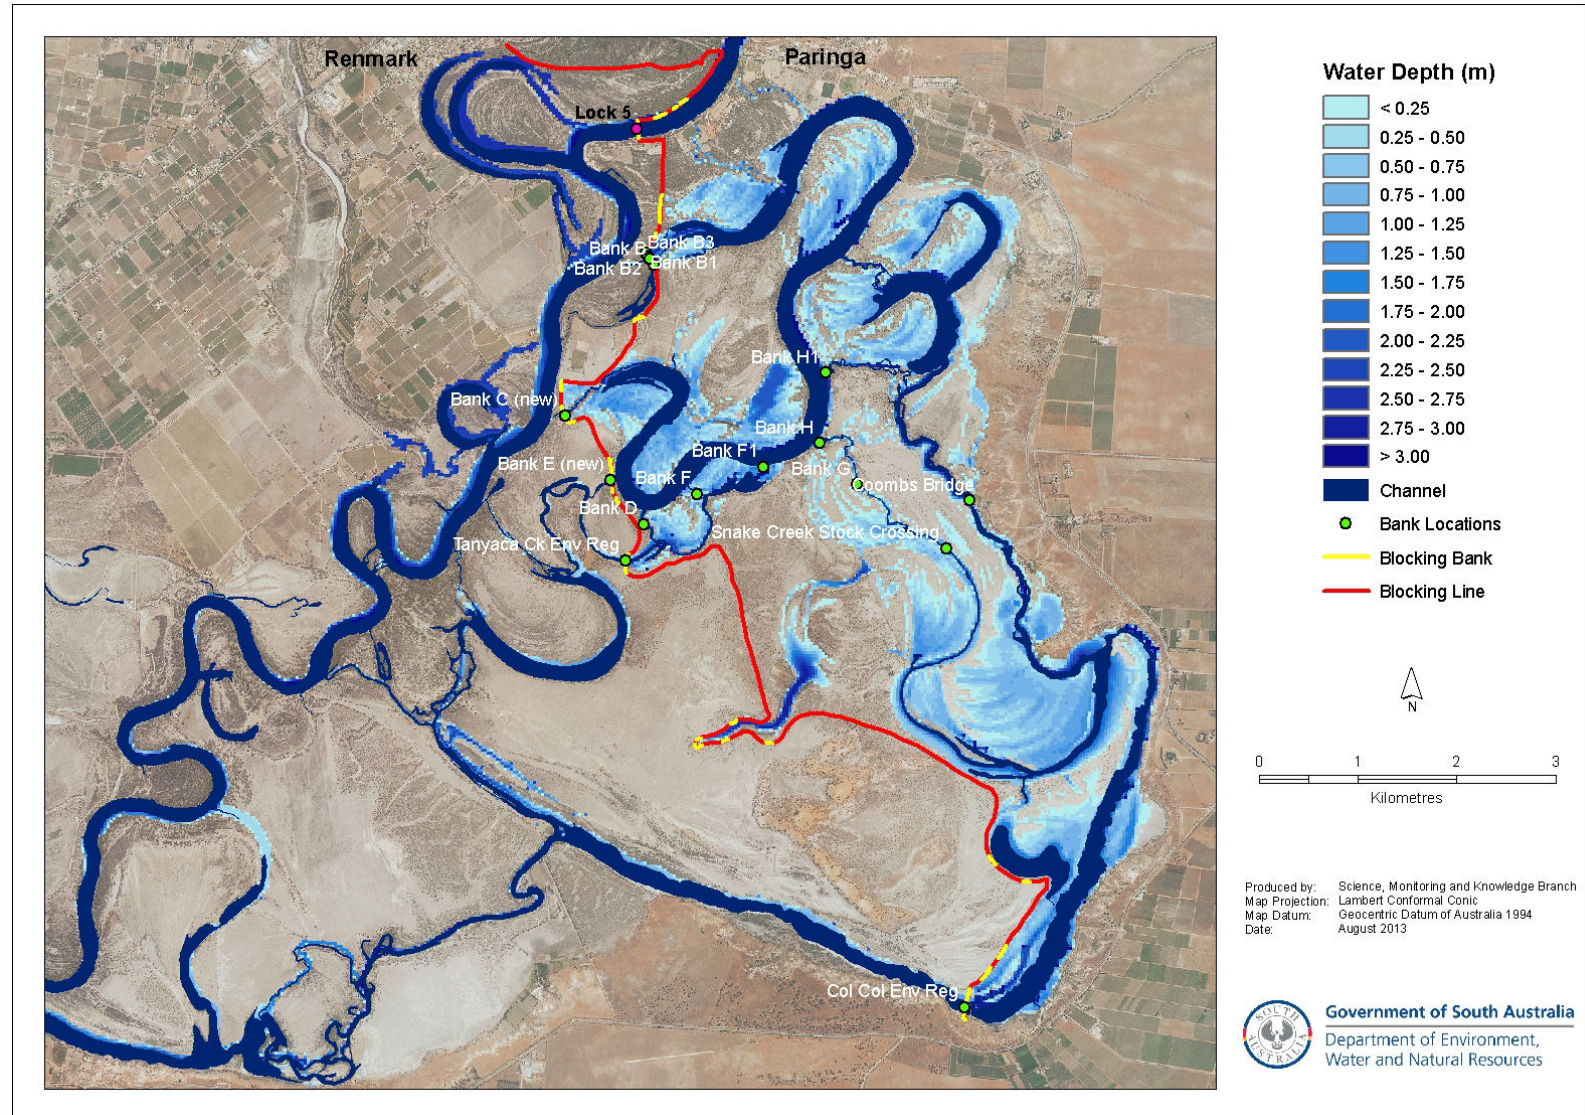 Renmark
Paringa
Lock 5
Bank B
Bank B3
Bank B2
Bank B1
Bank H1
Bank C (new)
Bank H
Bank F1
Bank E (new)
Bank G
Bank F
Coombs Bridge
Bank D
Snake Creek Stock Crossing
Tanyaca Ck Env Reg
Col Col Env Reg
Water Depth (m)
< 0.25
0.25 - 0.50
0.50 - 0.75
0.75 - 1.00
1.00 - 1.25
1.25 - 1.50
1.50 - 1.75
1.75 - 2.00
2.00 - 2.25
2.25 - 2.50
2.50 - 2.75
2.75 - 3.00
> 3.00
Channel
Bank Locations
Blocking Bank
Blocking Line
N
0 1 2 3
Kilometres
Produced by: Science, Monitoring and Knowledge Branch
Map Projection: Lambert Conformal Conic
Map Datum: Geocentric Datum of Australia 1994
Date: August 2013
SOUTH AUSTRALIA
Government of South Australia
Department of Environment,
Water and Natural Resources